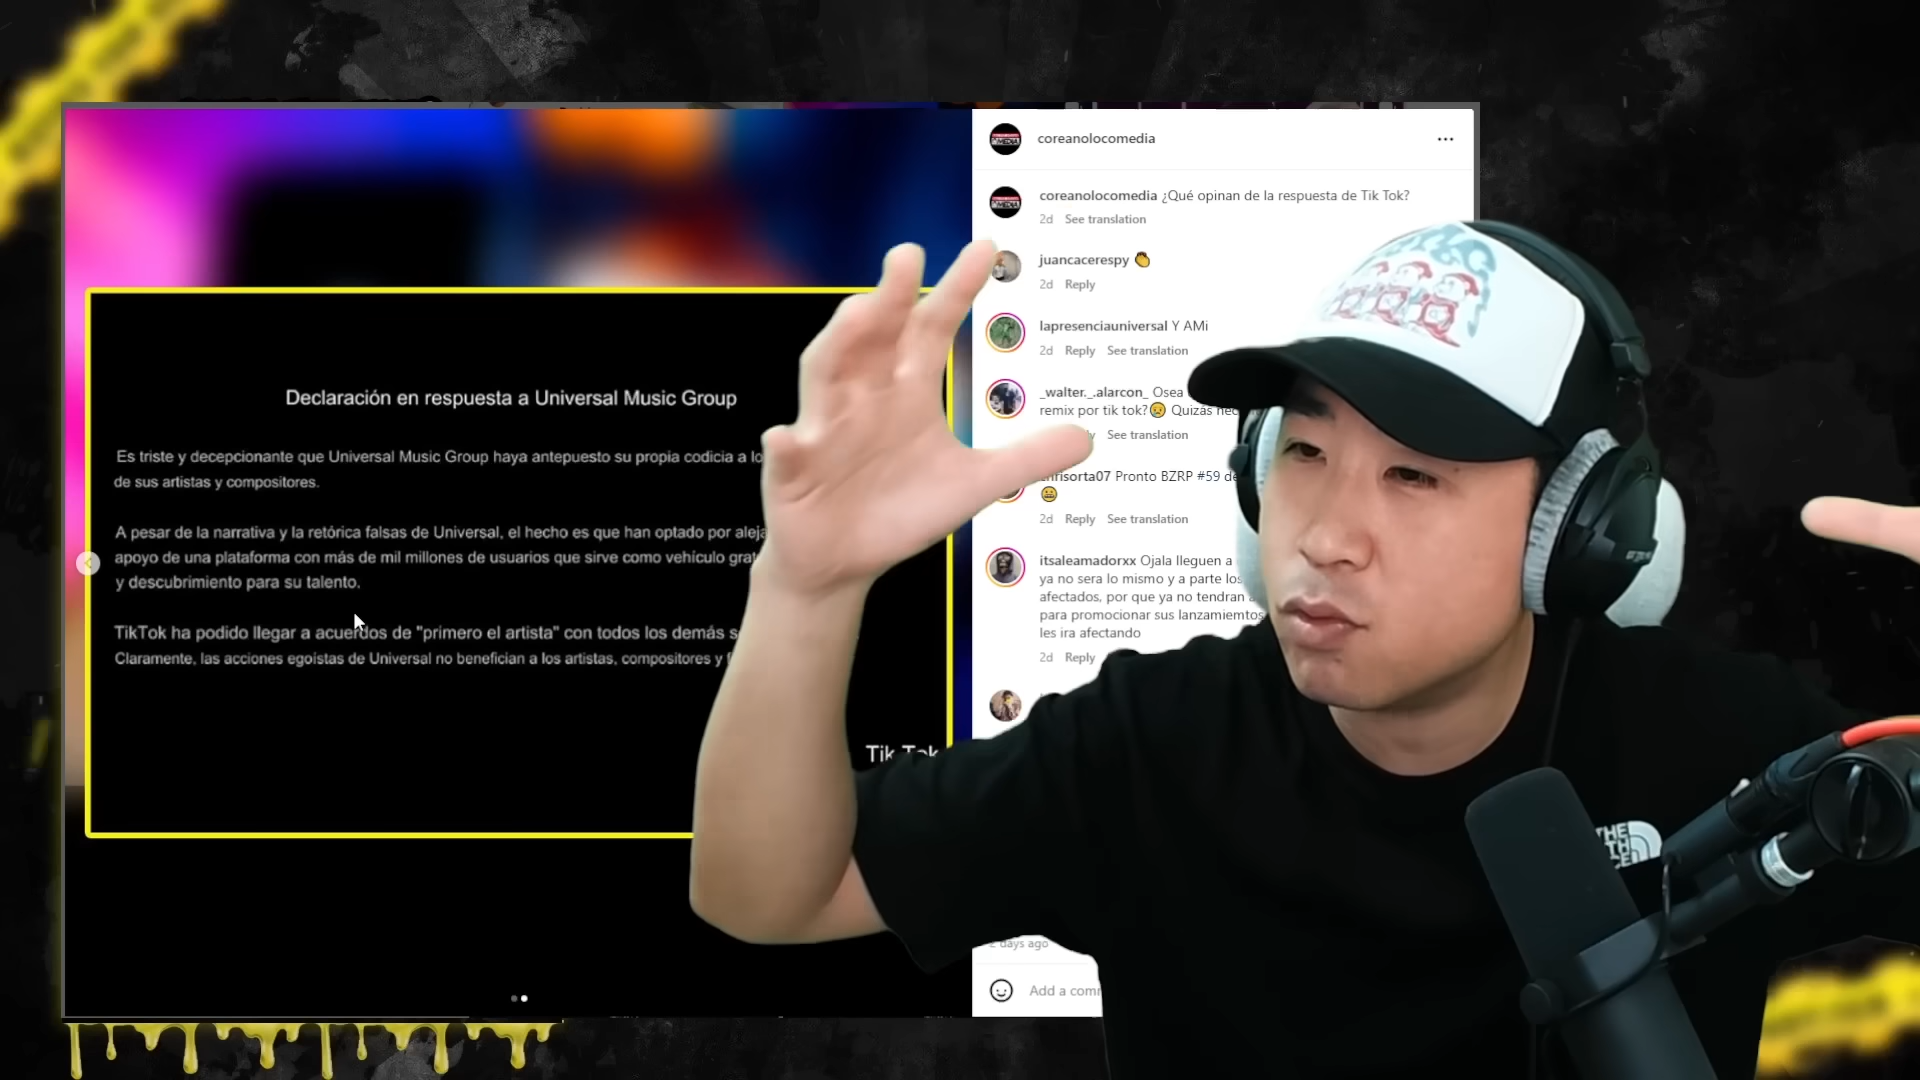 Declaración en respuesta a Universal Music Group
Es triste y decepcionante que Universal Music Group haya antepuesto su propia codicia a
de sus artistas y compositores.
A pesar de la narrativa y la retórica falsas de Universal, el hecho es que han optado por
apoyo de una plataforma con más de mil millones de usuarios que sirve como vehículo
y descubrimiento para su talento.
TikTok ha podido llegar a acuerdos de "primero el artista" con todos los demás
Claramente, las acciones egoístas de Universal no benefician a los artistas, compositores y
Tik Tok
coreanolocomedia
coreanolocomedia ¿Qué opinan de la respuesta de Tik Tok?
2d See translation
juancacerespy 👏
2d Reply
lapresenciauniversal Y AMi
2d Reply See translation
_walter._.alarcon_ Osea
remix por tik tok?😢 Quizás
See translation
chrisorta07 Pronto BZRP #59
😀
2d Reply See translation
itsaleamadorxx Ojala lleguen a
ya no sera lo mismo y a parte los
afectados, por que ya no tendran
para promocionar sus lanzamiemtos
les ira afectando
2d Reply
2 days ago
Add a
THE